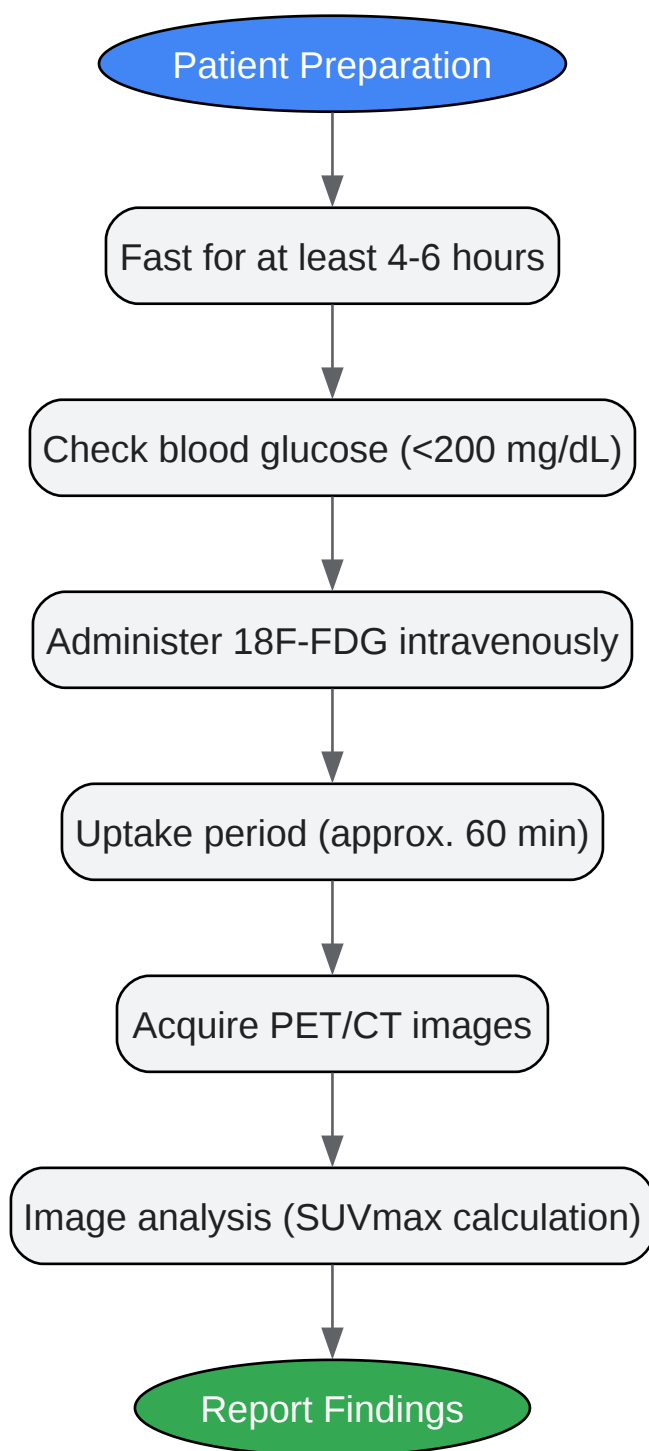 Patient Preparation
Fast for at least 4-6 hours
Check blood glucose (<200 mg/dL)
Administer 18F-FDG intravenously
Uptake period (approx. 60 min)
Acquire PET/CT images
Image analysis (SUVmax calculation)
Report Findings